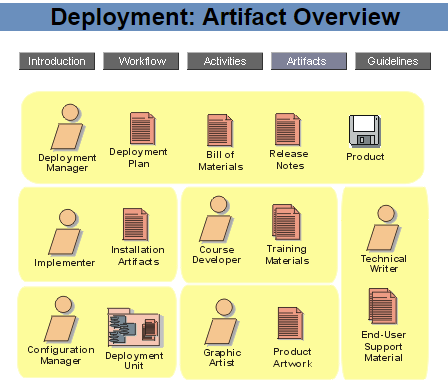 Deployment: Artifact Overview
Introduction
Workflow
Activities
Artifacts
Guidelines
Deployment
Manager
Deployment
Plan
Bill of
Materials
Release
Notes
Product
Implementer
Installation
Artifacts
Course
Developer
Training
Materials
Technical
Writer
Configuration
Manager
Deployment
Unit
Graphic
Artist
Product
Artwork
End-User
Support
Material